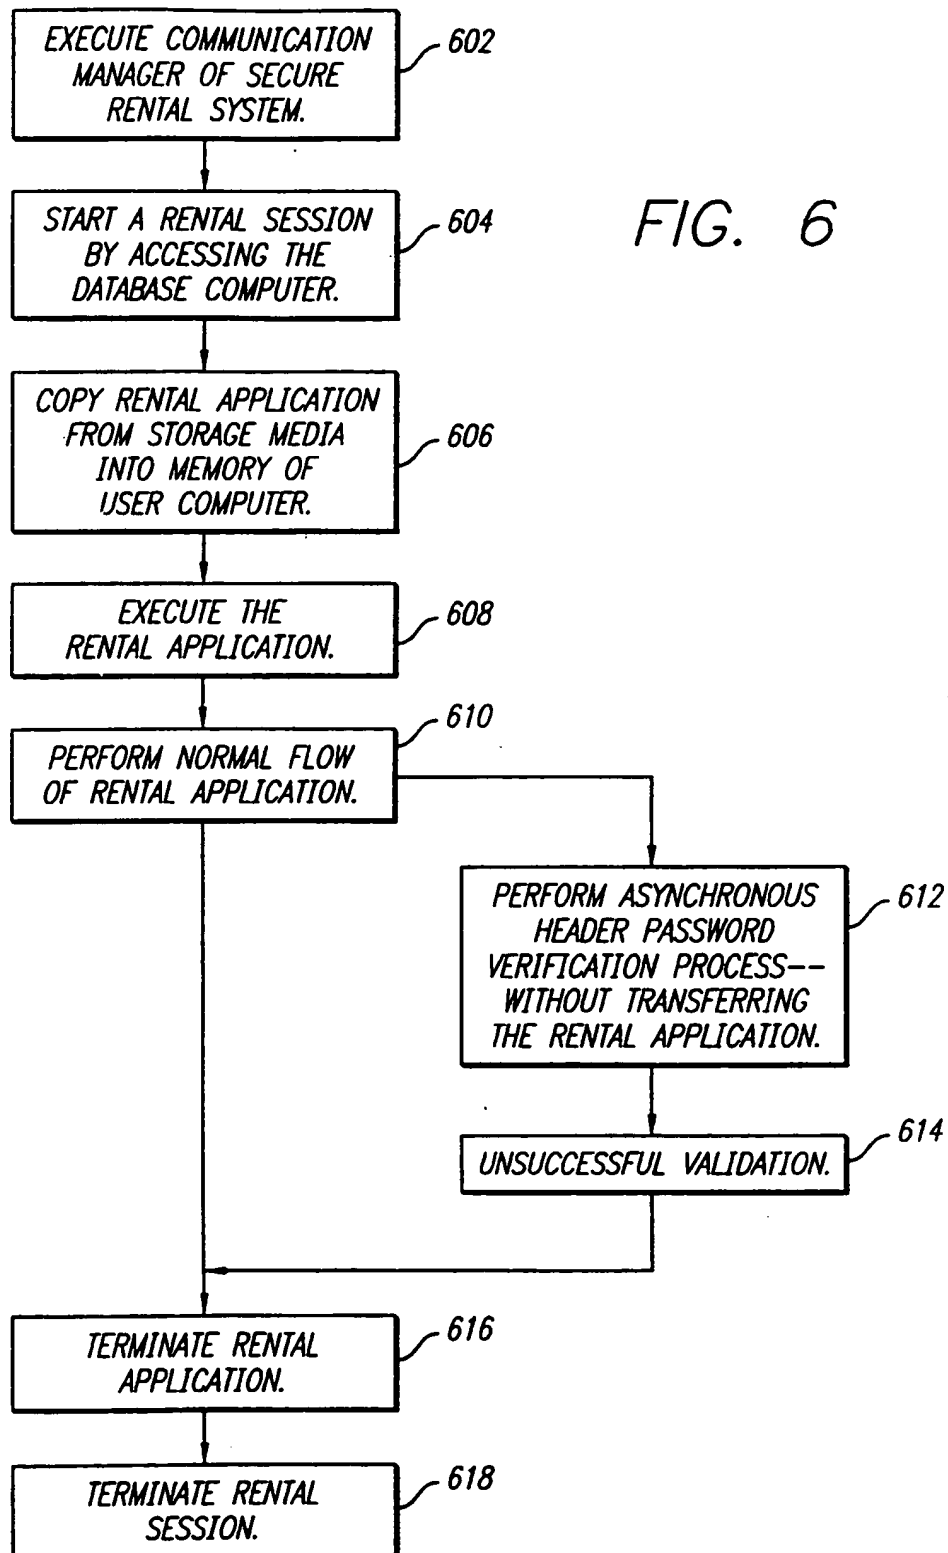 EXECUTE COMMUNICATION
MANAGER OF SECURE
RENTAL SYSTEM.
602
START A RENTAL SESSION
BY ACCESSING THE
DATABASE COMPUTER.
604
FIG. 6
COPY RENTAL APPLICATION
FROM STORAGE MEDIA
INTO MEMORY OF
USER COMPUTER.
606
EXECUTE THE
RENTAL APPLICATION.
608
PERFORM NORMAL FLOW
OF RENTAL APPLICATION.
610
PERFORM ASYNCHRONOUS
HEADER PASSWORD
VERIFICATION PROCESS--
WITHOUT TRANSFERRING
THE RENTAL APPLICATION.
612
UNSUCCESSFUL VALIDATION.
614
TERMINATE RENTAL
APPLICATION.
616
TERMINATE RENTAL
SESSION.
618